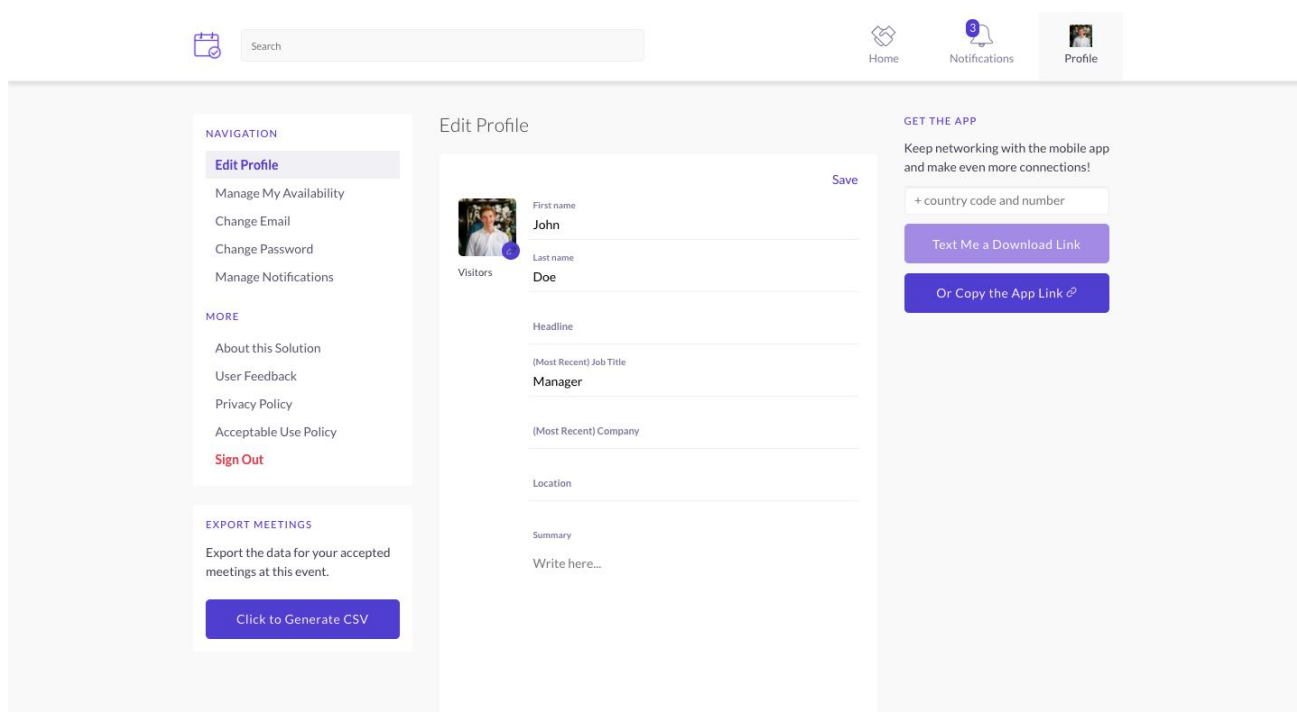 Search
Home
3
Notifications
Profile
NAVIGATION
Edit Profile
Manage My Availability
Change Email
Change Password
Manage Notifications
MORE
About this Solution
User Feedback
Privacy Policy
Acceptable Use Policy
Sign Out
EXPORT MEETINGS
Export the data for your accepted
meetings at this event.
Click to Generate CSV
Edit Profile
Save
Visitors
First name
John
Last name
Doe
Headline
(Most Recent) Job Title
Manager
(Most Recent) Company
Location
Summary
Write here...
GET THE APP
Keep networking with the mobile app
and make even more connections!
+ country code and number
Text Me a Download Link
Or Copy the App Link